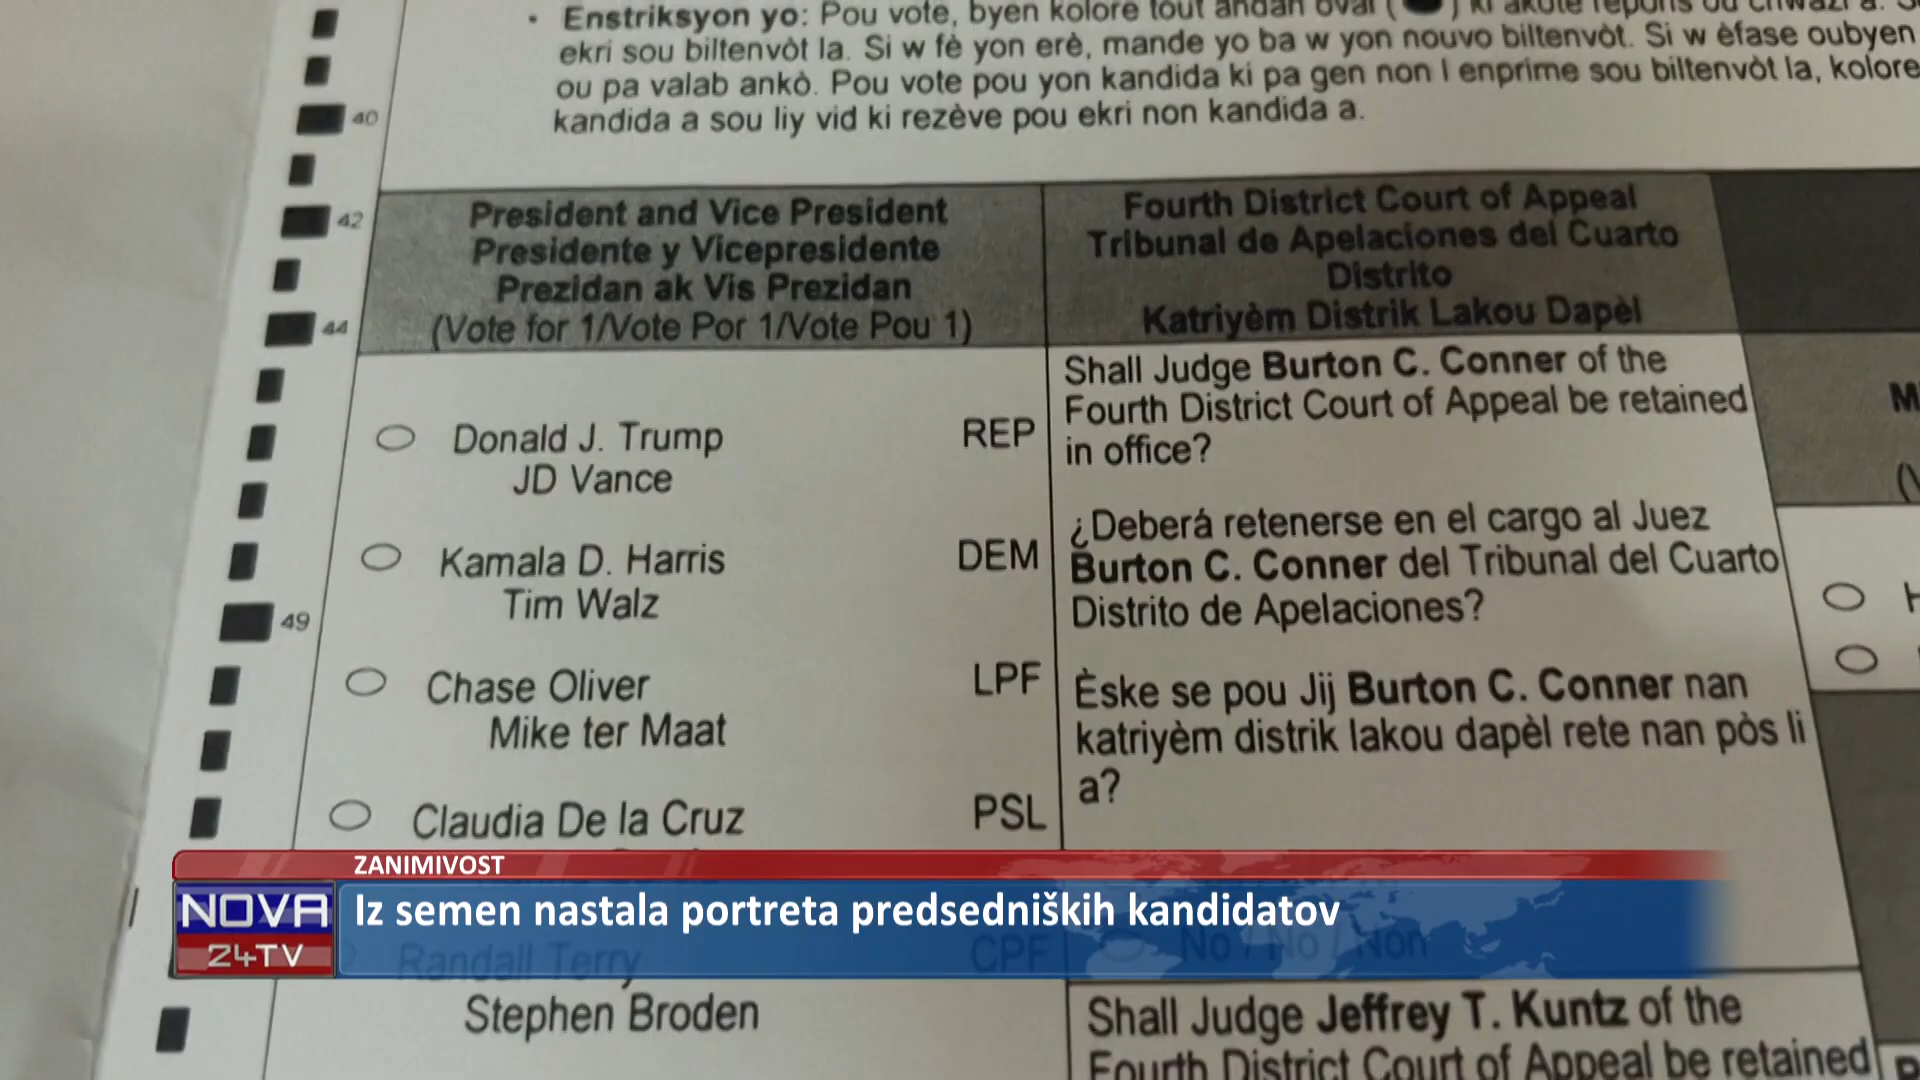 • Enstriksyon yo: Pou vote, byen kolore tout andan oval ( ) ki akote repons ou chwazi a.
ekri sou biltenvòt la. Si w fè yon erè, mande yo ba w yon nouvo biltenvòt. Si w èfase oubyen
ou pa valab ankò. Pou vote pou yon kandida ki pa gen non l enprime sou biltenvòt la, kolore
kandida a sou liy vid ki rezève pou ekri non kandida a.
40
42
44
49
President and Vice President
Presidente y Vicepresidente
Prezidan ak Vis Prezidan
(Vote for 1/Vote Por 1/Vote Pou 1)
Donald J. Trump REP
JD Vance
Kamala D. Harris DEM
Tim Walz
Chase Oliver LPF
Mike ter Maat
Claudia De la Cruz PSL
Randall Terry CPF
Stephen Broden
Fourth District Court of Appeal
Tribunal de Apelaciones del Cuarto
Distrito
Katriyèm Distrik Lakou Dapèl
Shall Judge Burton C. Conner of the
Fourth District Court of Appeal be retained
in office?
¿Deberá retenerse en el cargo al Juez
Burton C. Conner del Tribunal del Cuarto
Distrito de Apelaciones?
Èske se pou Jij Burton C. Conner nan
katriyèm distrik lakou dapèl rete nan pòs li
a?
No / No / Non
Shall Judge Jeffrey T. Kuntz of the
Fourth District Court of Appeal be retained
ZANIMIVOST
NOVA
24TV
Iz semen nastala portreta predsedniških kandidatov